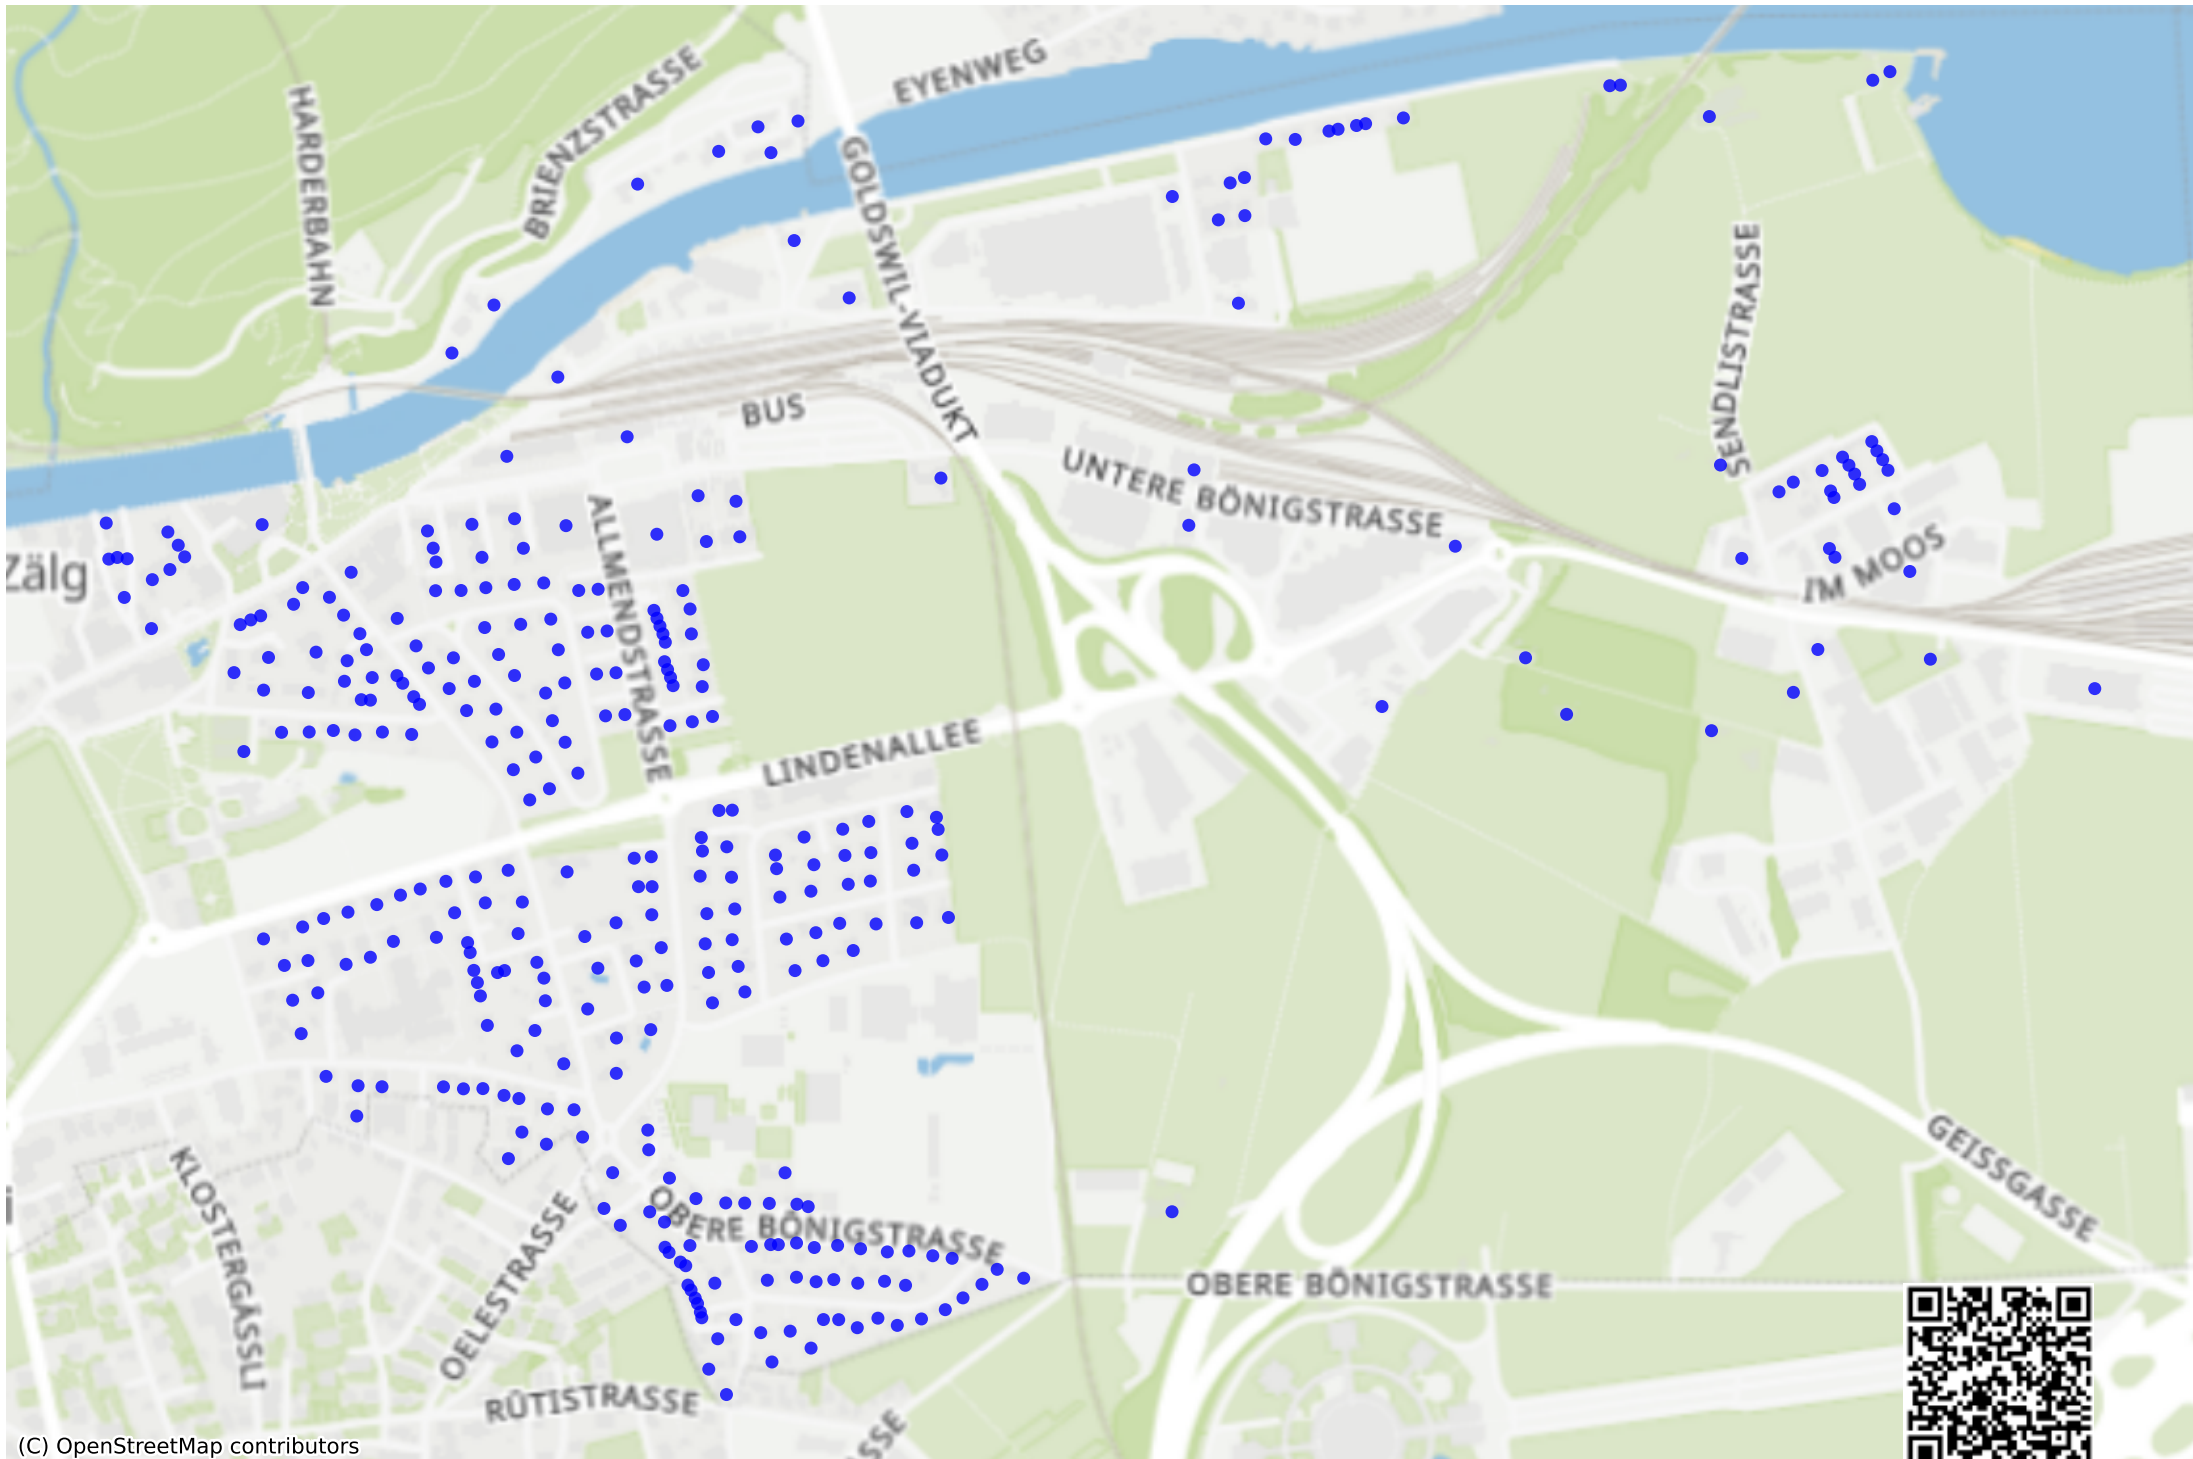 EYENWEG
BRIENZSTRASSE
HARDERBAHN
GOLDSWIL-VIADUKT
SENDLISTRASSE
BUS
UNTERE BÖNIGSTRASSE
ALLMENDSTRASSE
IM MOOS
Zälg
LINDENALLEE
GEISSGASSE
KLOSTERGÄSSLI
OELESTRASSE
OBERE BÖNIGSTRASSE
OBERE BÖNIGSTRASSE
RÜTISTRASSE
SSE
(C) OpenStreetMap contributors